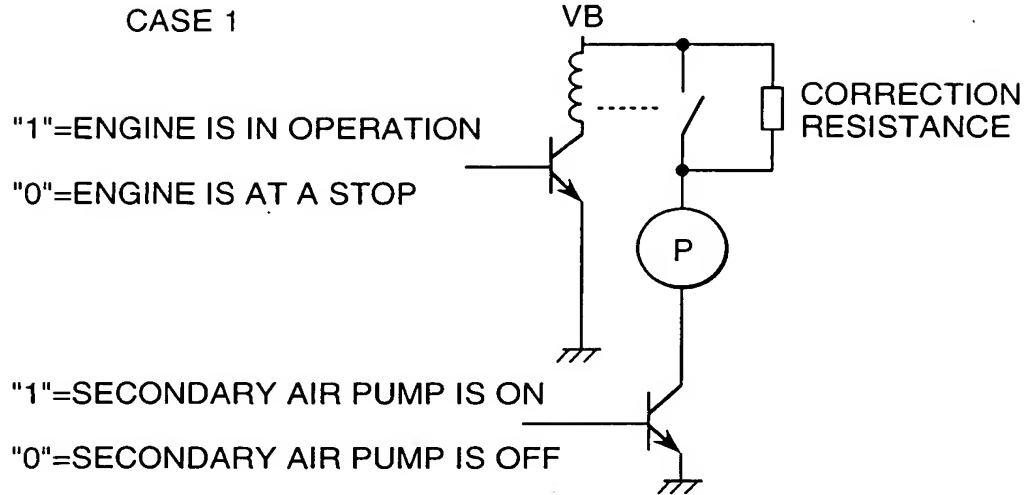 CASE 1
VB
CORRECTION
RESISTANCE
"1"=ENGINE IS IN OPERATION
"0"=ENGINE IS AT A STOP
P
"1"=SECONDARY AIR PUMP IS ON
"0"=SECONDARY AIR PUMP IS OFF